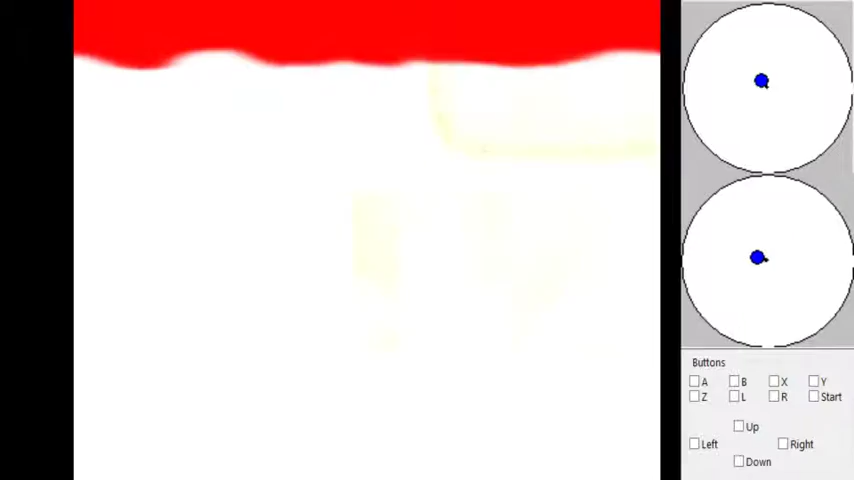 Buttons
A B X Y
Z L R Start
Up
Left Right
Down